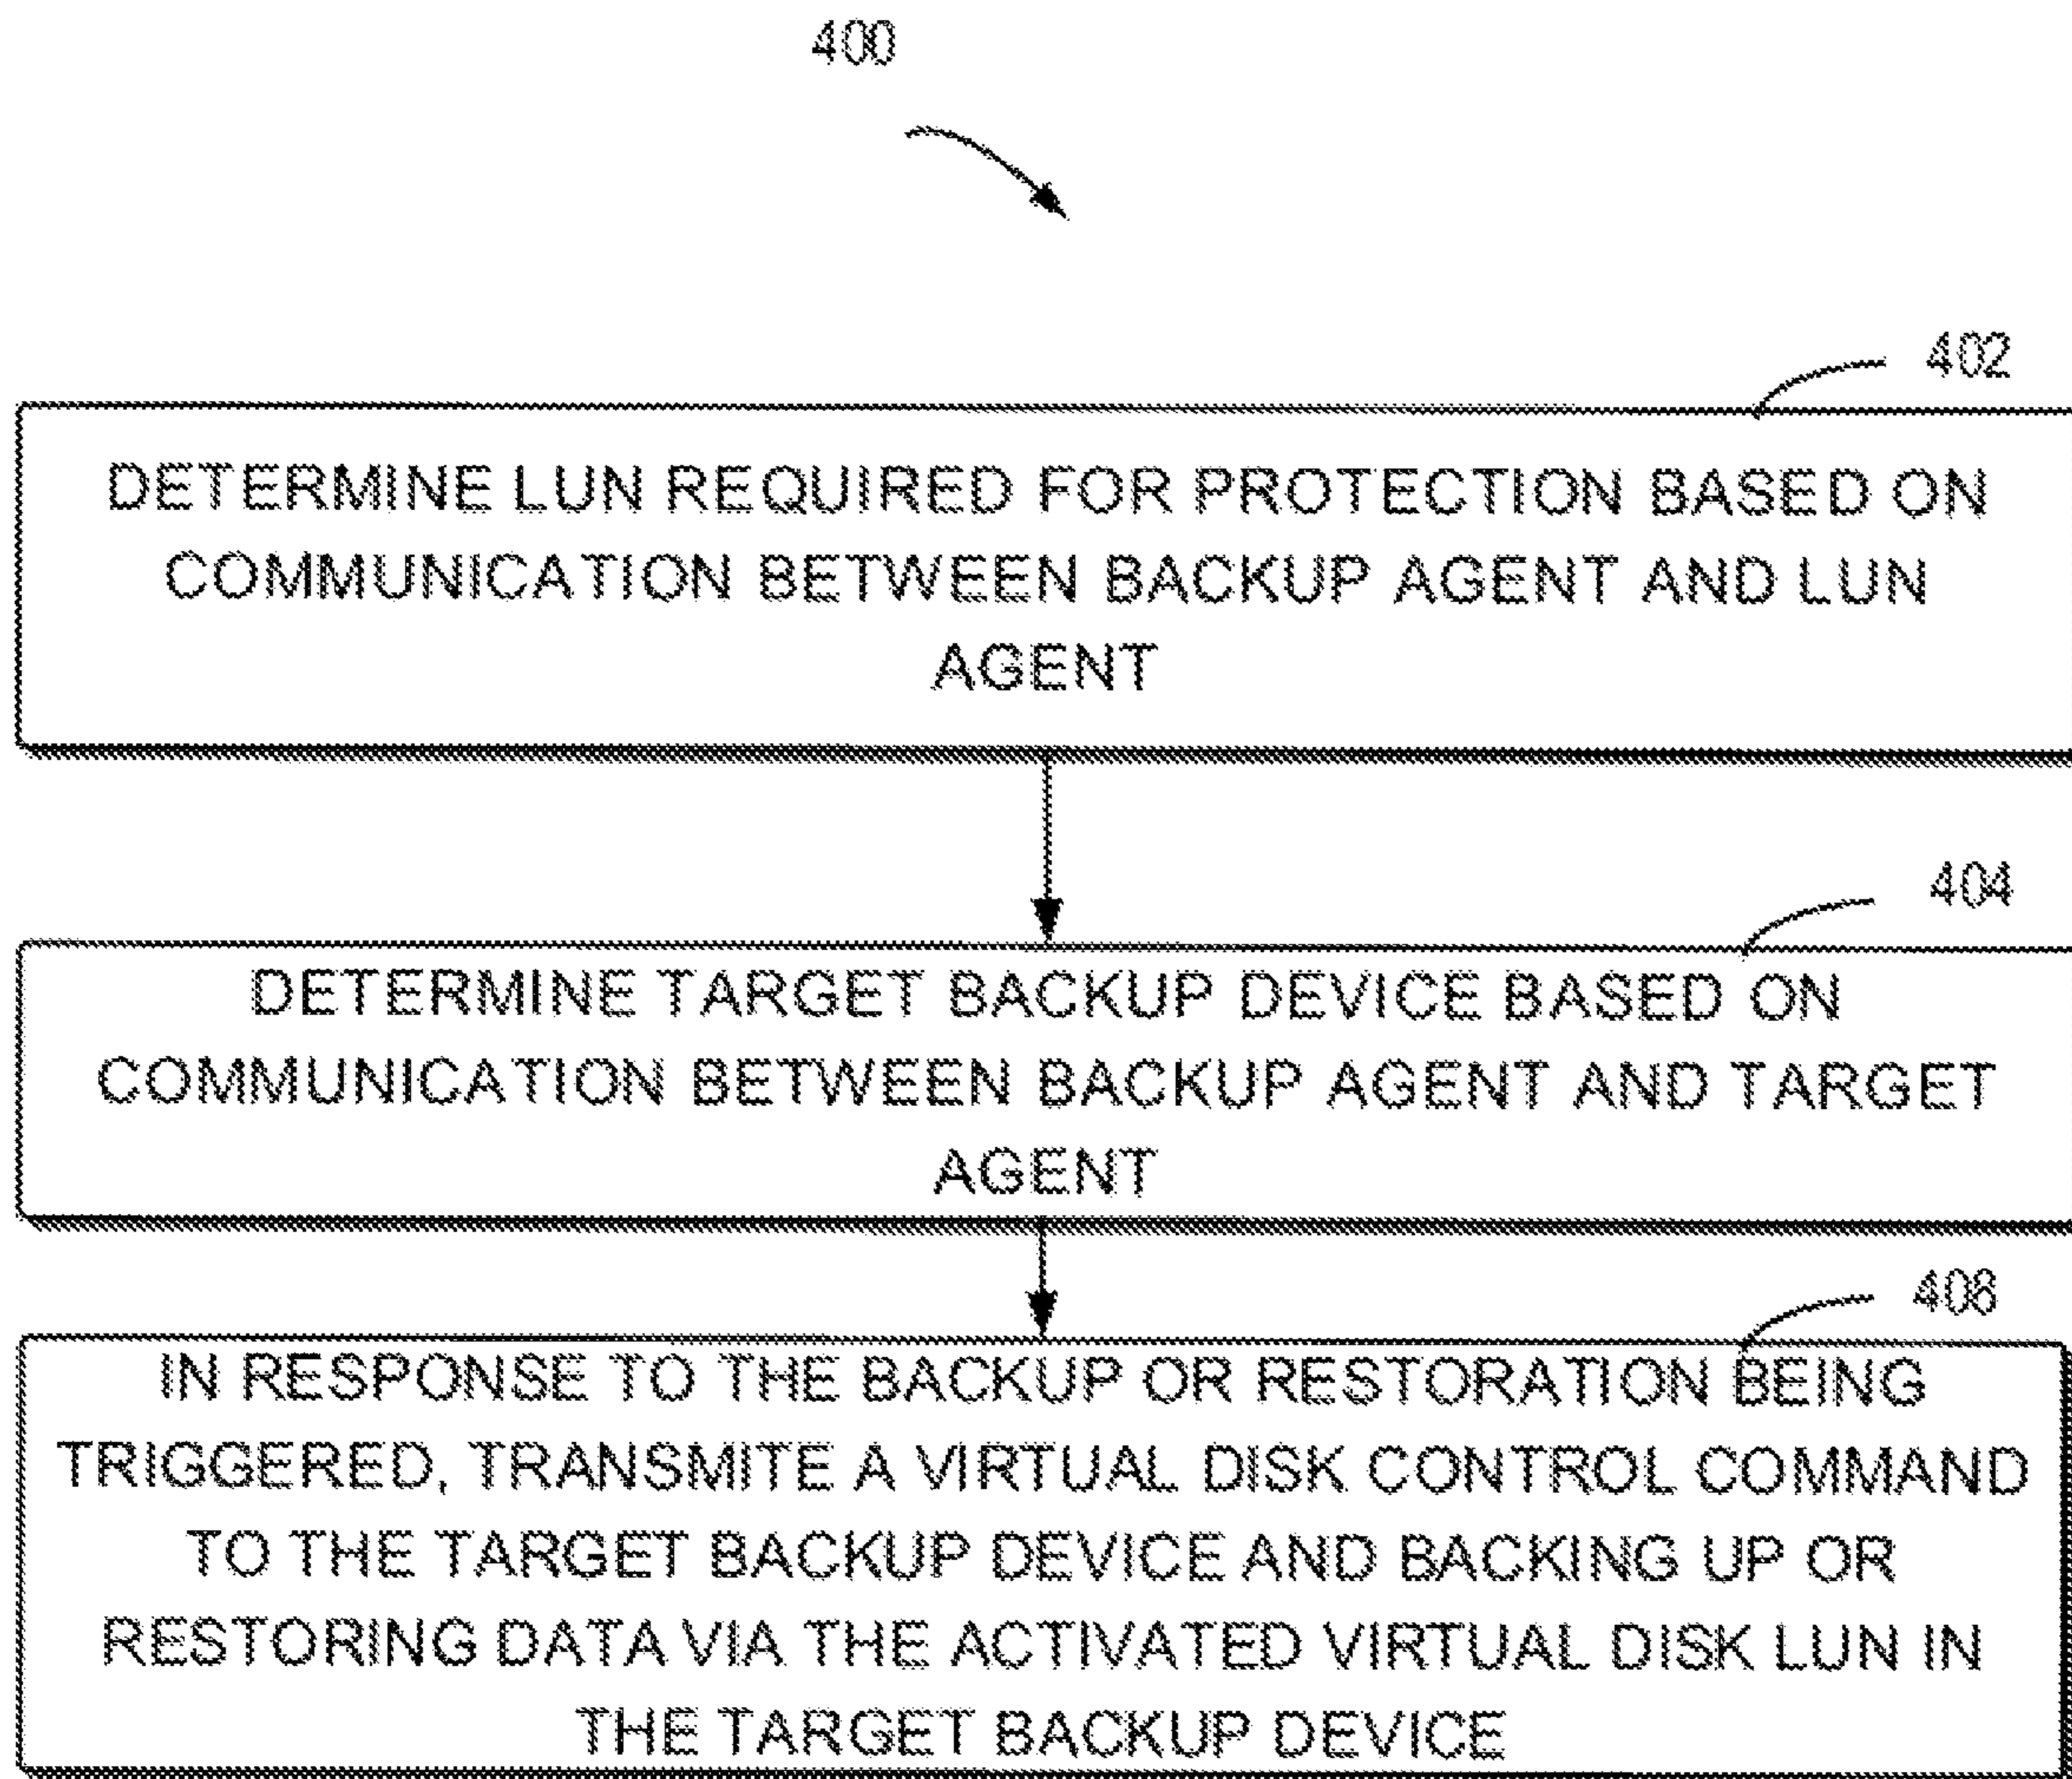 400
402
DETERMINE LUN REQUIRED FOR PROTECTION BASED ON
COMMUNICATION BETWEEN BACKUP AGENT AND LUN
AGENT
404
DETERMINE TARGET BACKUP DEVICE BASED ON
COMMUNICATION BETWEEN BACKUP AGENT AND TARGET
AGENT
408
IN RESPONSE TO THE BACKUP OR RESTORATION BEING
TRIGGERED, TRANSMITE A VIRTUAL DISK CONTROL COMMAND
TO THE TARGET BACKUP DEVICE AND BACKING UP OR
RESTORING DATA VIA THE ACTIVATED VIRTUAL DISK LUN IN
THE TARGET BACKUP DEVICE